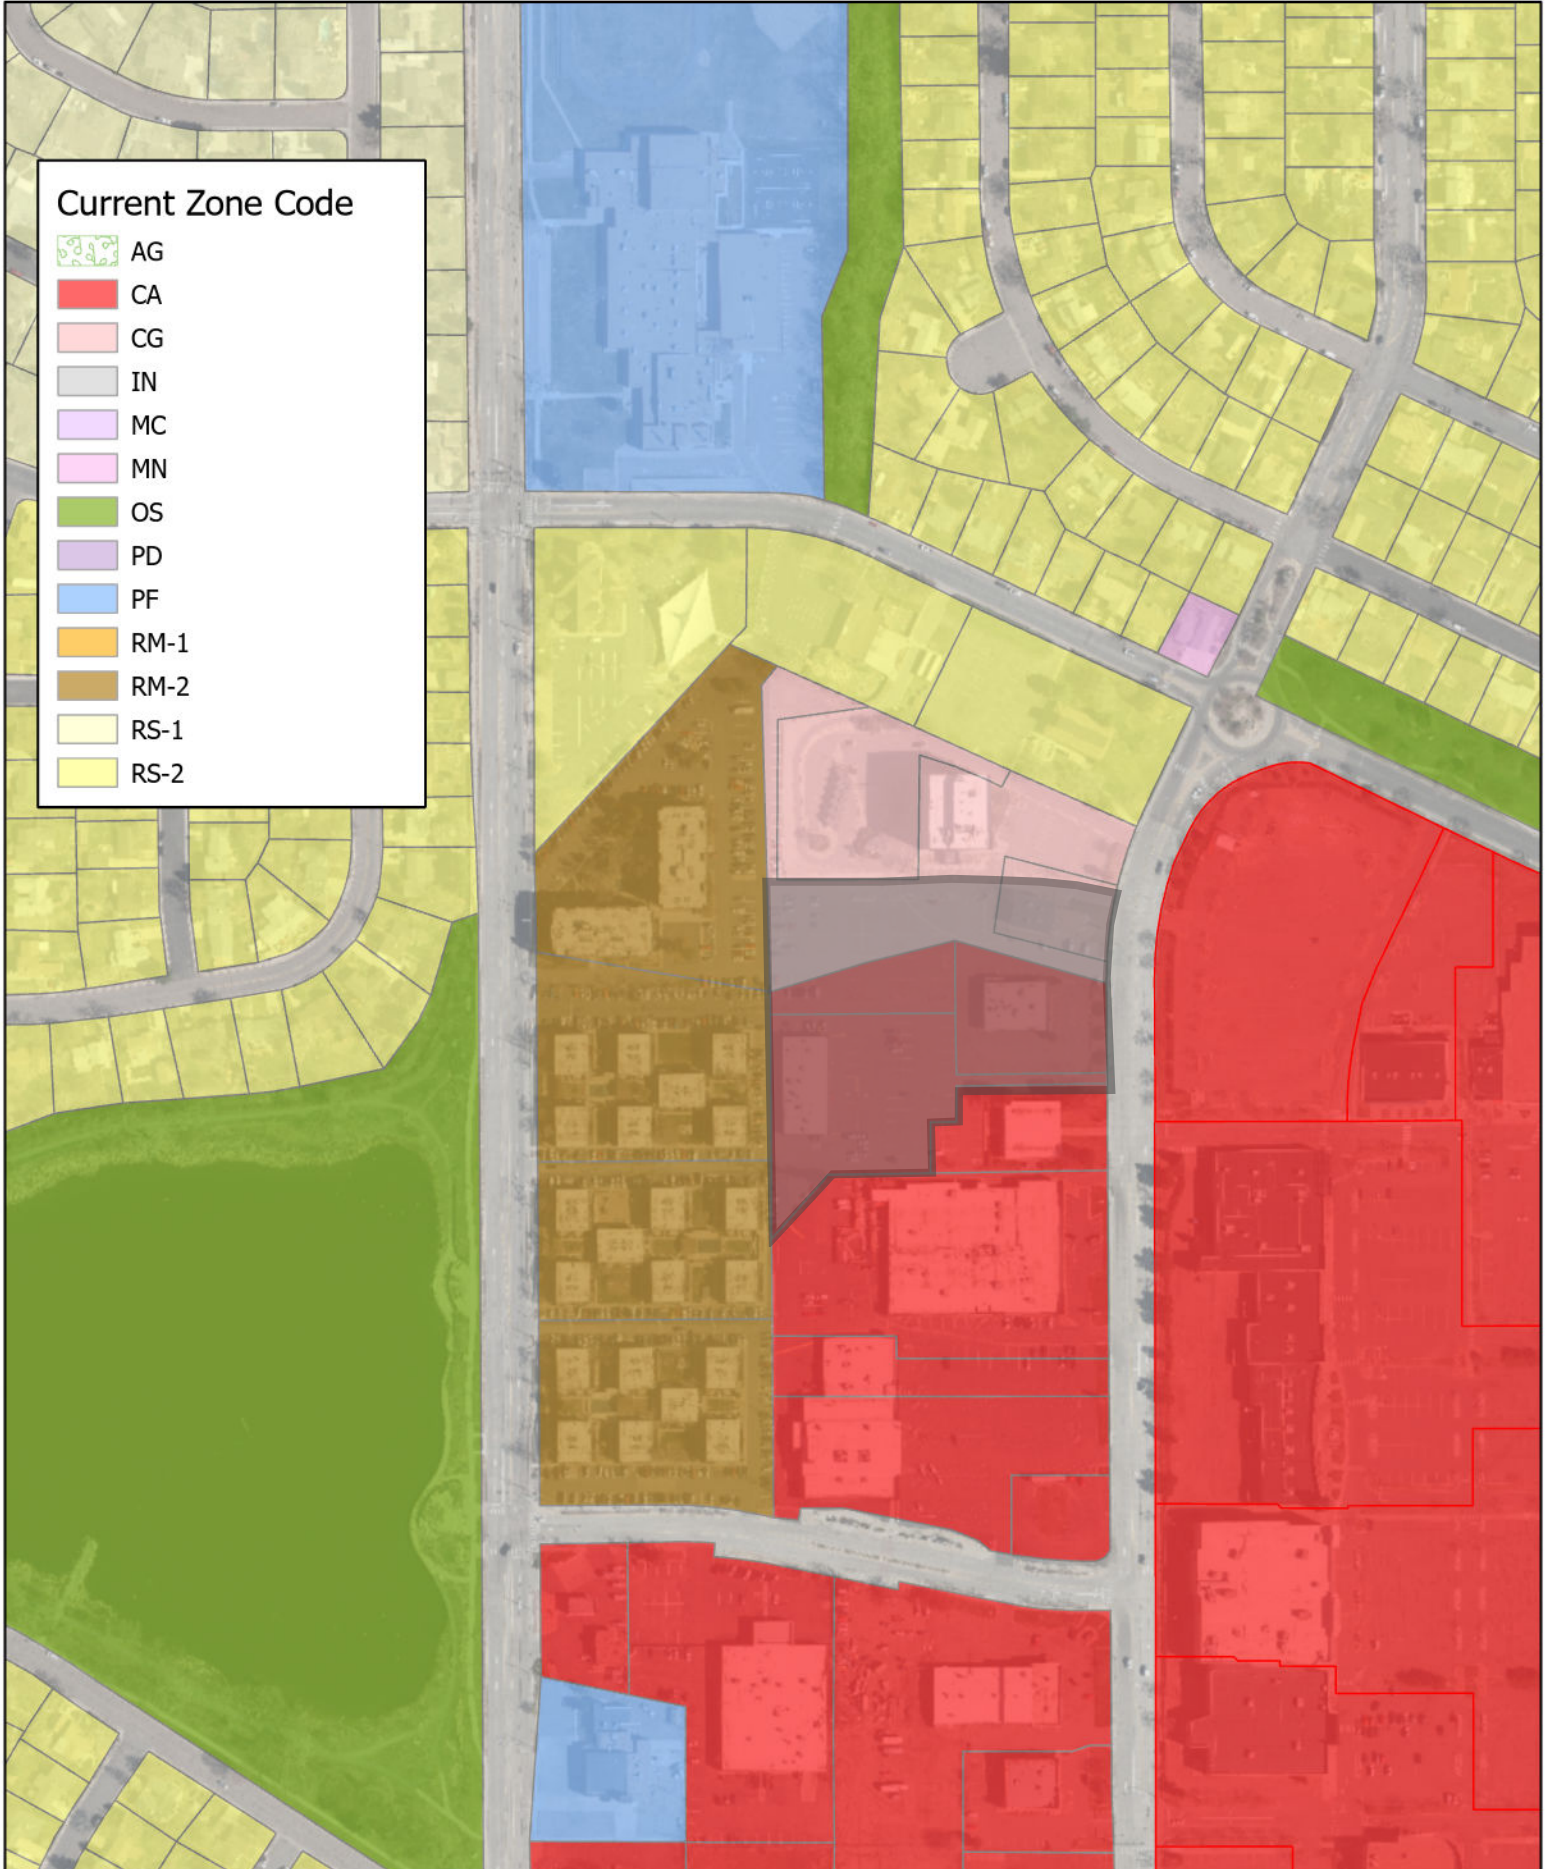 Current Zone Code
AG
CA
CG
IN
MC
MN
OS
PD
PF
RM-1
RM-2
RS-1
RS-2